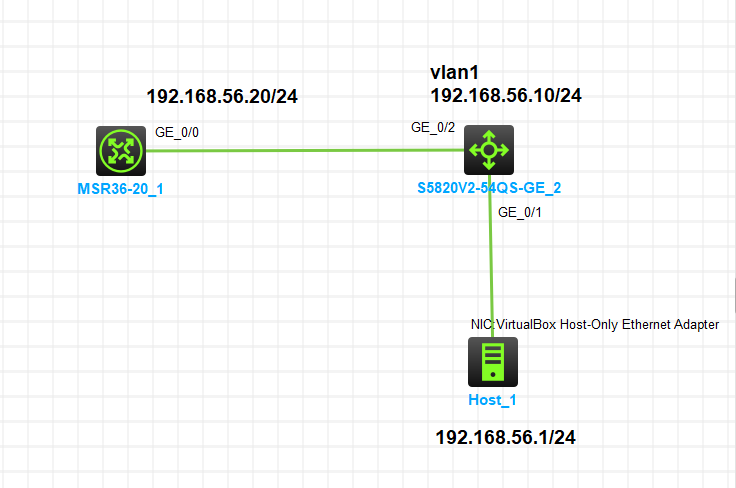 vlan1
192.168.56.20/24
192.168.56.10/24
GE_0/0
GE_0/2
MSR36-20_1
S5820V2-54QS-GE_2
GE_0/1
NIC:VirtualBox Host-Only Ethernet Adapter
Host_1
192.168.56.1/24